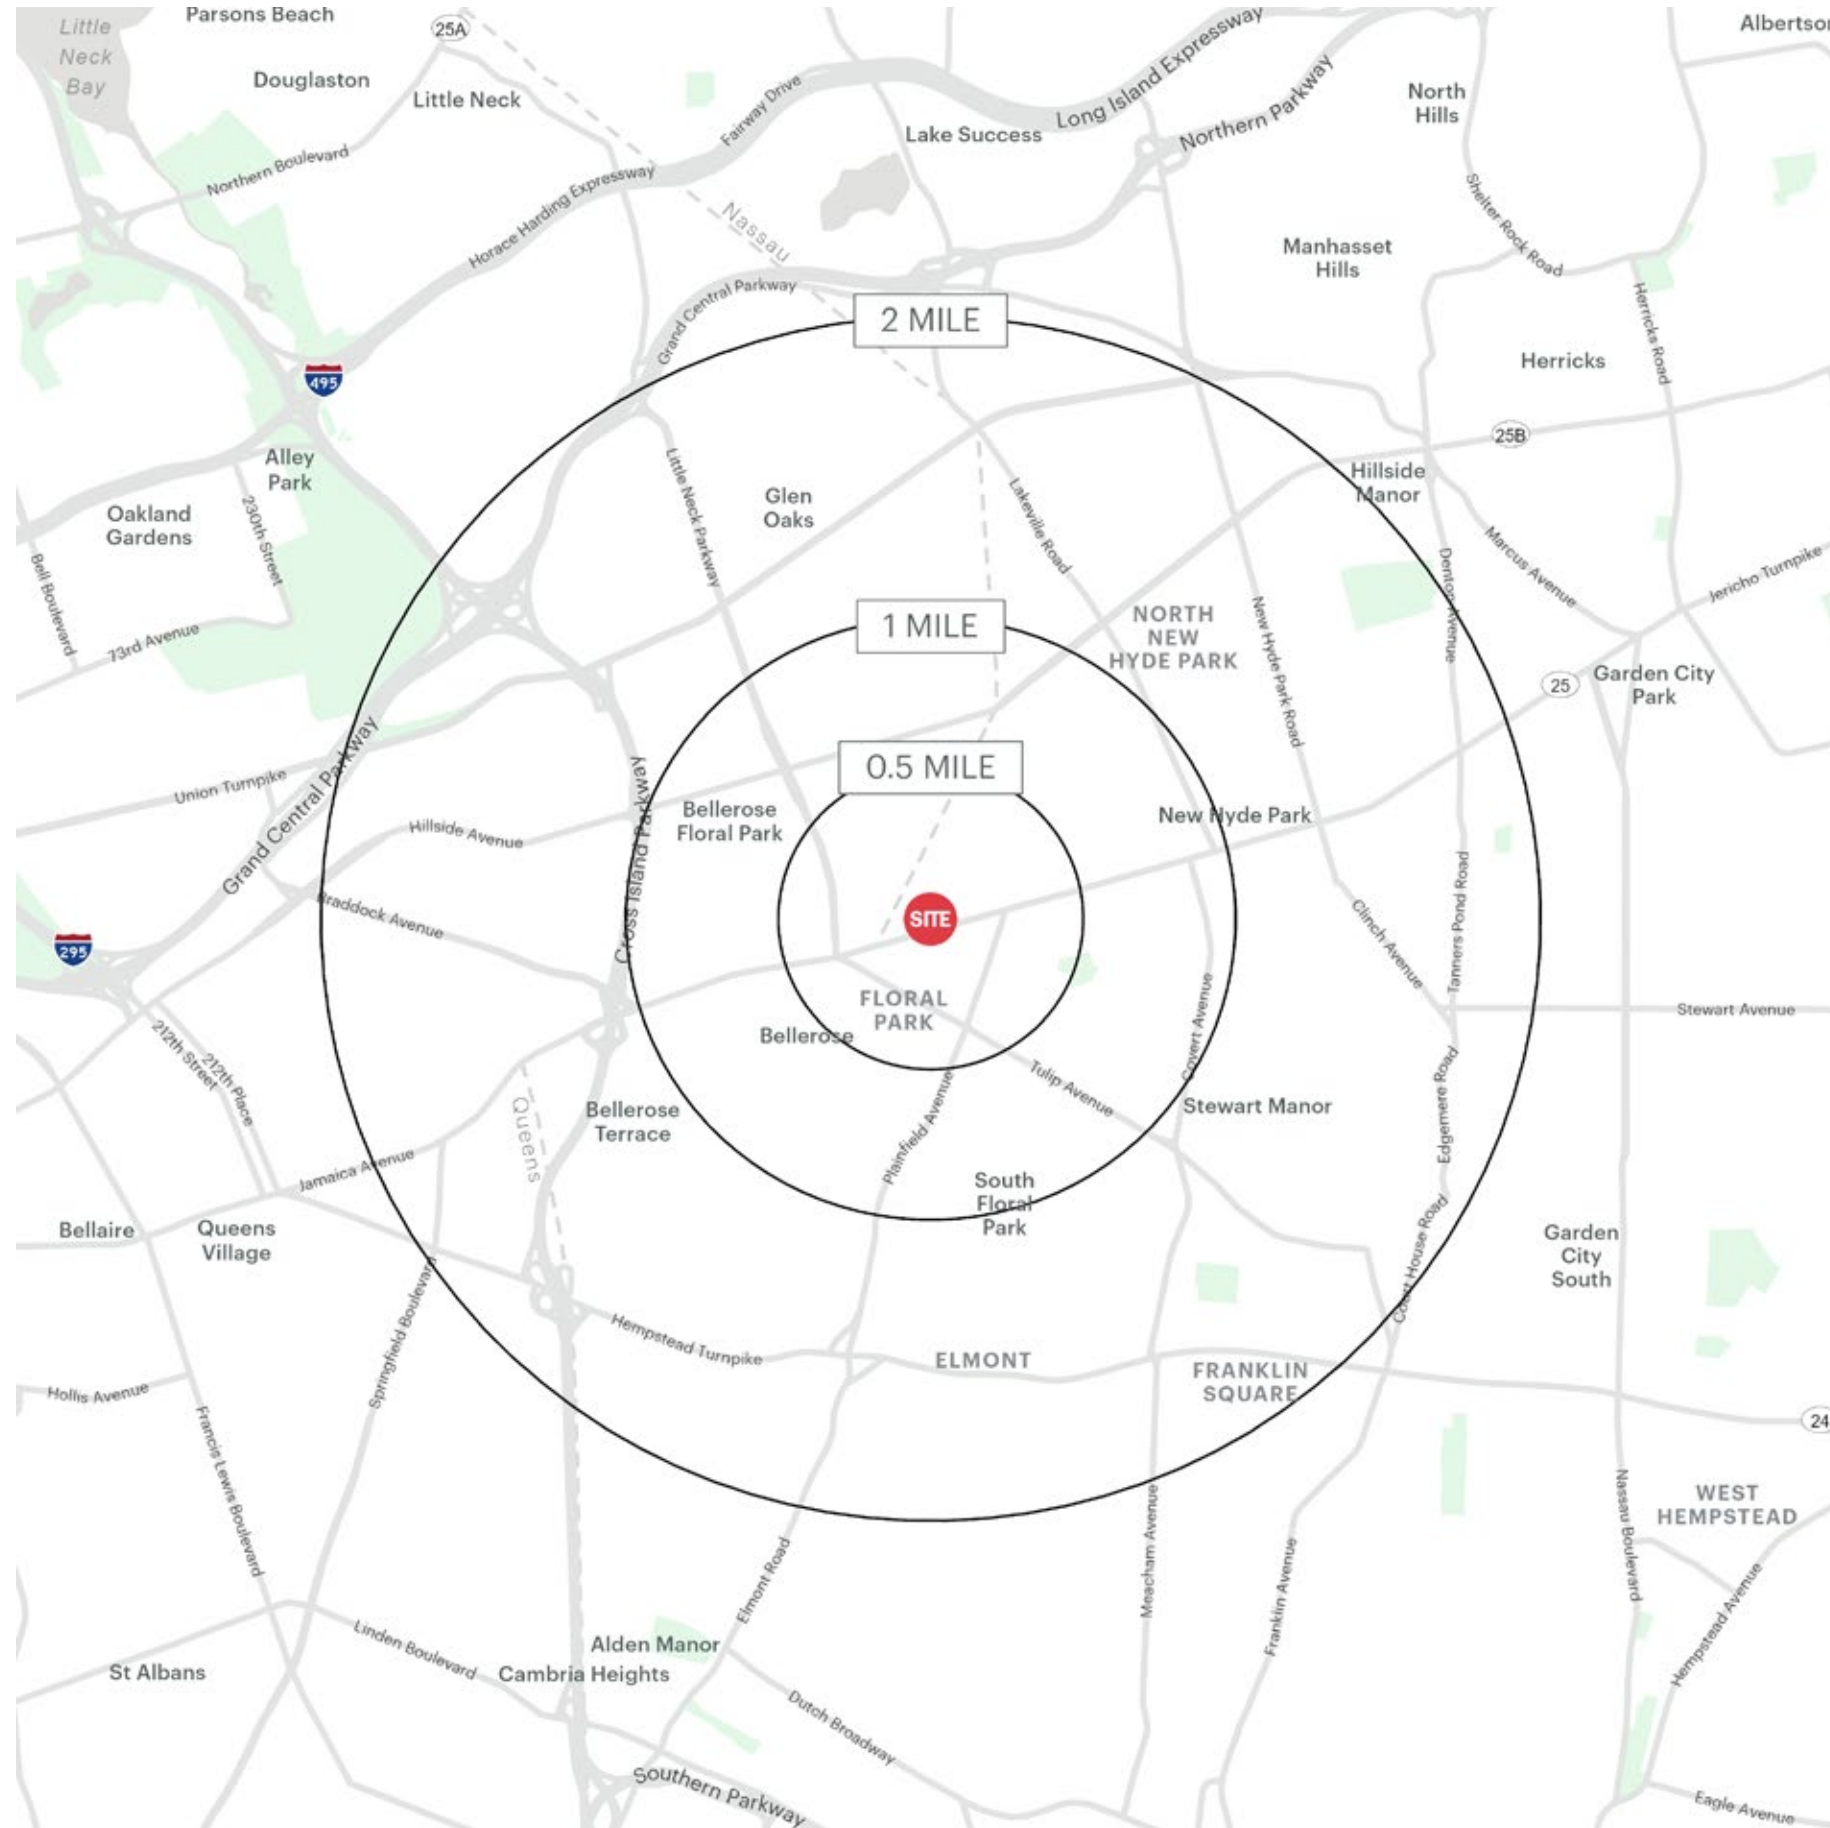 Parsons Beach
Little
Neck
Bay
25A
Albertso
Douglaston
Little Neck
Fairway Drive
Long Island Expressway
Northern Parkway
North
Hills
Lake Success
Northern Boulevard
Horace Harding Expressway
Nassau
Shelter Rock Road
Manhasset
Hills
Grand Central Parkway
2 MILE
Herricks Road
Herricks
495
25B
Alley
Park
Little Neck Parkway
Glen
Oaks
Lakeville Road
Hillside
Manor
Oakland
Gardens
230th Street
Bell Boulevard
73rd Avenue
Marcus Avenue
Jericho Turnpike
Denton Avenue
1 MILE
NORTH
NEW
HYDE PARK
New Hyde Park Road
25
Garden City
Park
Union Turnpike
Grand Central Parkway
0.5 MILE
Cross Island Parkway
Hillside Avenue
Bellerose
Floral Park
New Hyde Park
Braddock Avenue
SITE
295
Clinch Avenue
Tanners Pond Road
FLORAL
PARK
Bellerose
Covert Avenue
Stewart Avenue
212th Street
212th Place
Tulip Avenue
Edgemere Road
Queens
Bellerose
Terrace
Plainfield Avenue
Stewart Manor
Jamaica Avenue
South
Floral
Park
Bellaire
Queens
Village
Court House Road
Garden
City
South
Springfield Boulevard
Hempstead Turnpike
ELMONT
FRANKLIN
SQUARE
Hollis Avenue
24
Francis Lewis Boulevard
Nassau Boulevard
WEST
HEMPSTEAD
Meacham Avenue
Elmont Road
Franklin Avenue
Hempstead Avenue
Linden Boulevard
Alden Manor
Cambria Heights
St Albans
Dutch Broadway
Southern Parkway
Eagle Avenue